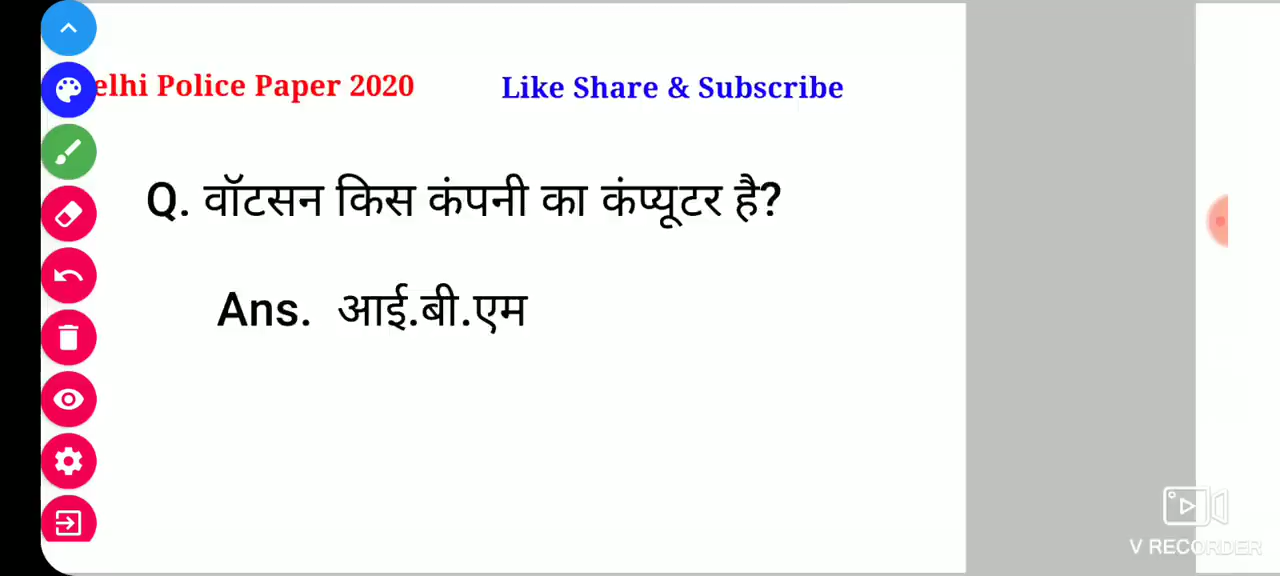 elhi Police Paper 2020 Like Share & Subscribe
Q. वॉटसन किस कंपनी का कंप्यूटर है?
Ans. आई.बी.एम
V RECORDER